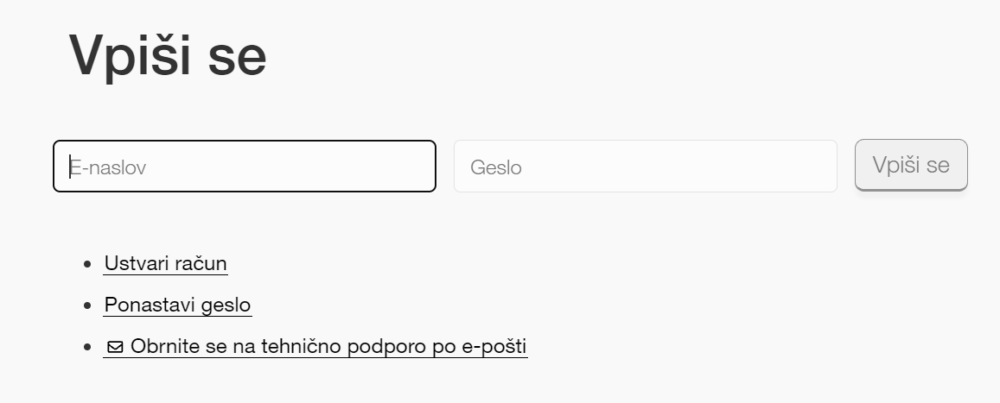 Vpiši se
E-naslov Geslo Vpiši se
Ustvari račun
Ponastavi geslo
Obrnite se na tehnično podporo po e-pošti